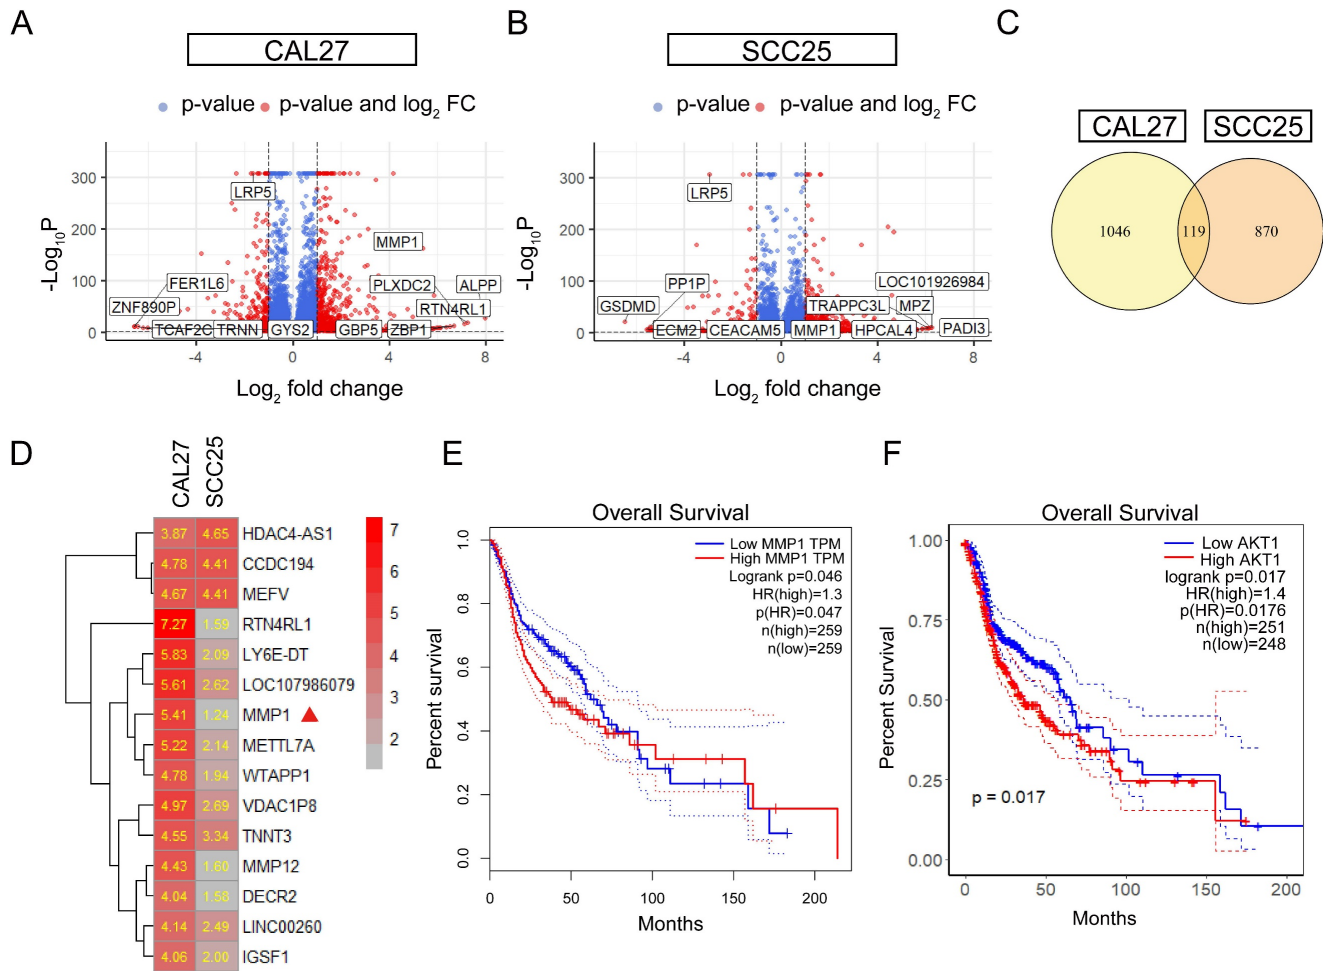 A
CAL27
p-value p-value and log2 FC
-Log10P
300
200
100
0
LRP5
MMP1
FER1L6
PLXDC2
ALPP
ZNF890P
RTN4RL1
TCAF2C
TRNN
GYS2
GBP5
ZBP1
-4 0 4 8
Log2 fold change
B
SCC25
p-value p-value and log2 FC
-Log10P
300
200
100
0
LRP5
PP1P
LOC101926984
GSDMD
TRAPPC3L
MPZ
ECM2
CEACAM5
MMP1
HPCAL4
PADI3
-4 0 4 8
Log2 fold change
C
CAL27 SCC25
1046 119 870
D
CAL27 SCC25
3.87 4.65 HDAC4-AS1
4.78 4.41 CCDC194
4.67 4.41 MEFV
7.27 1.59 RTN4RL1
5.83 2.09 LY6E-DT
5.61 2.62 LOC107986079
5.41 1.24 MMP1
5.22 2.14 METTL7A
4.78 1.94 WTAPP1
4.97 2.69 VDAC1P8
4.55 3.34 TNNT3
4.43 1.60 MMP12
4.04 1.58 DECR2
4.14 2.49 LINC00260
4.06 2.00 IGSF1
7
6
5
4
3
2
E
Overall Survival
Low MMP1 TPM
High MMP1 TPM
Logrank p=0.046
HR(high)=1.3
p(HR)=0.047
n(high)=259
n(low)=259
Percent survival
1.0
0.8
0.6
0.4
0.2
0.0
0 50 100 150 200
Months
F
Overall Survival
Low AKT1
High AKT1
logrank p=0.017
HR(high)=1.4
p(HR)=0.0176
n(high)=251
n(low)=248
Percent Survival
1.00
0.75
0.50
0.25
0.00
p = 0.017
0 50 100 150 200
Months